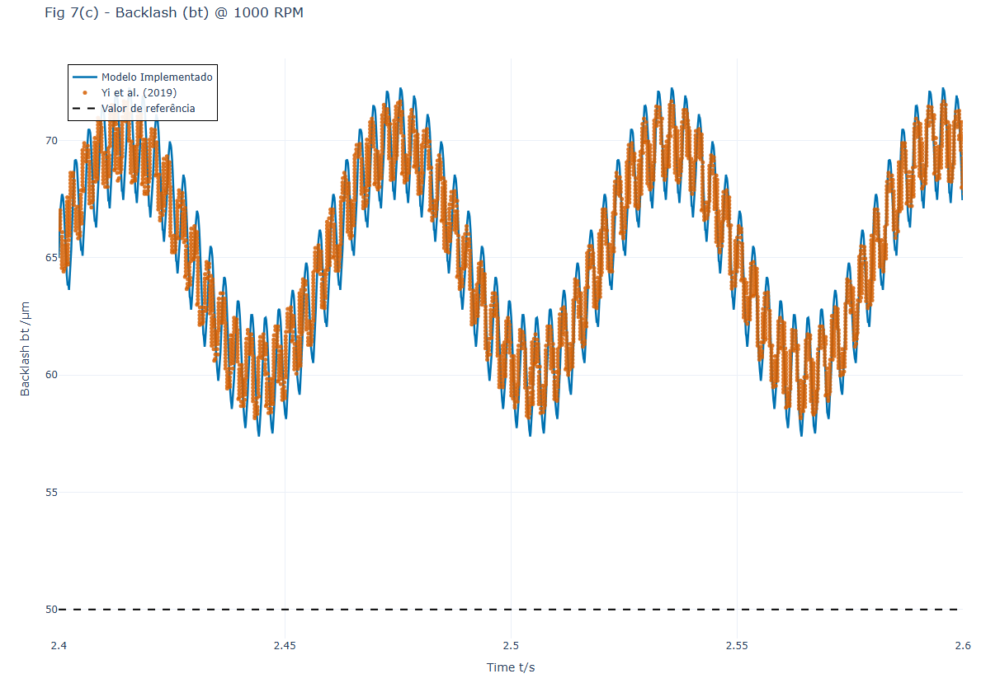 Fig 7(c) - Backlash (bt) @ 1000 RPM
Modelo Implementado
Yi et al. (2019)
Valor de referência
70
65
60
55
50
Backlash bt /μm
2.4
2.45
2.5
2.55
2.6
Time t/s